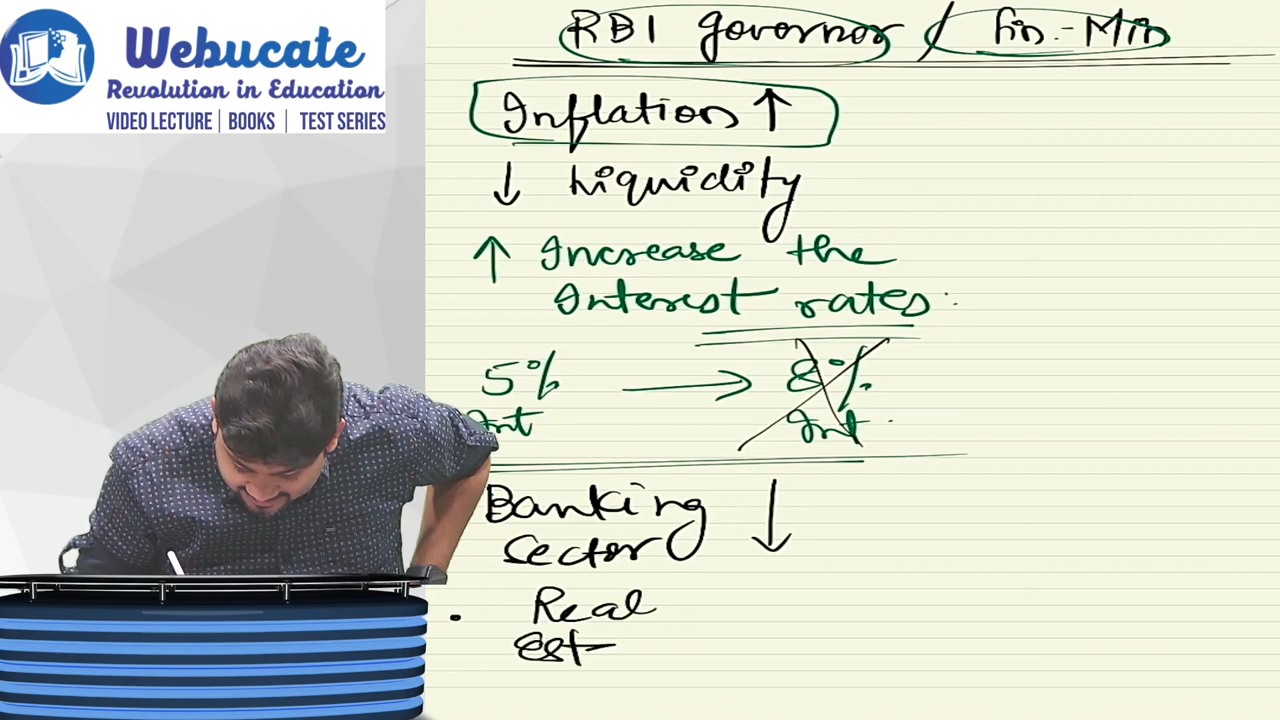 Webucate
Revolution in Education
VIDEO LECTURE | BOOKS | TEST SERIES
RBI governor / Fin.-Min
Inflation ↑
↓ Liquidity
↑ Increase the
Interest rates
5% → 8%
Int Int
Banking ↓
Sector
. Real
Est